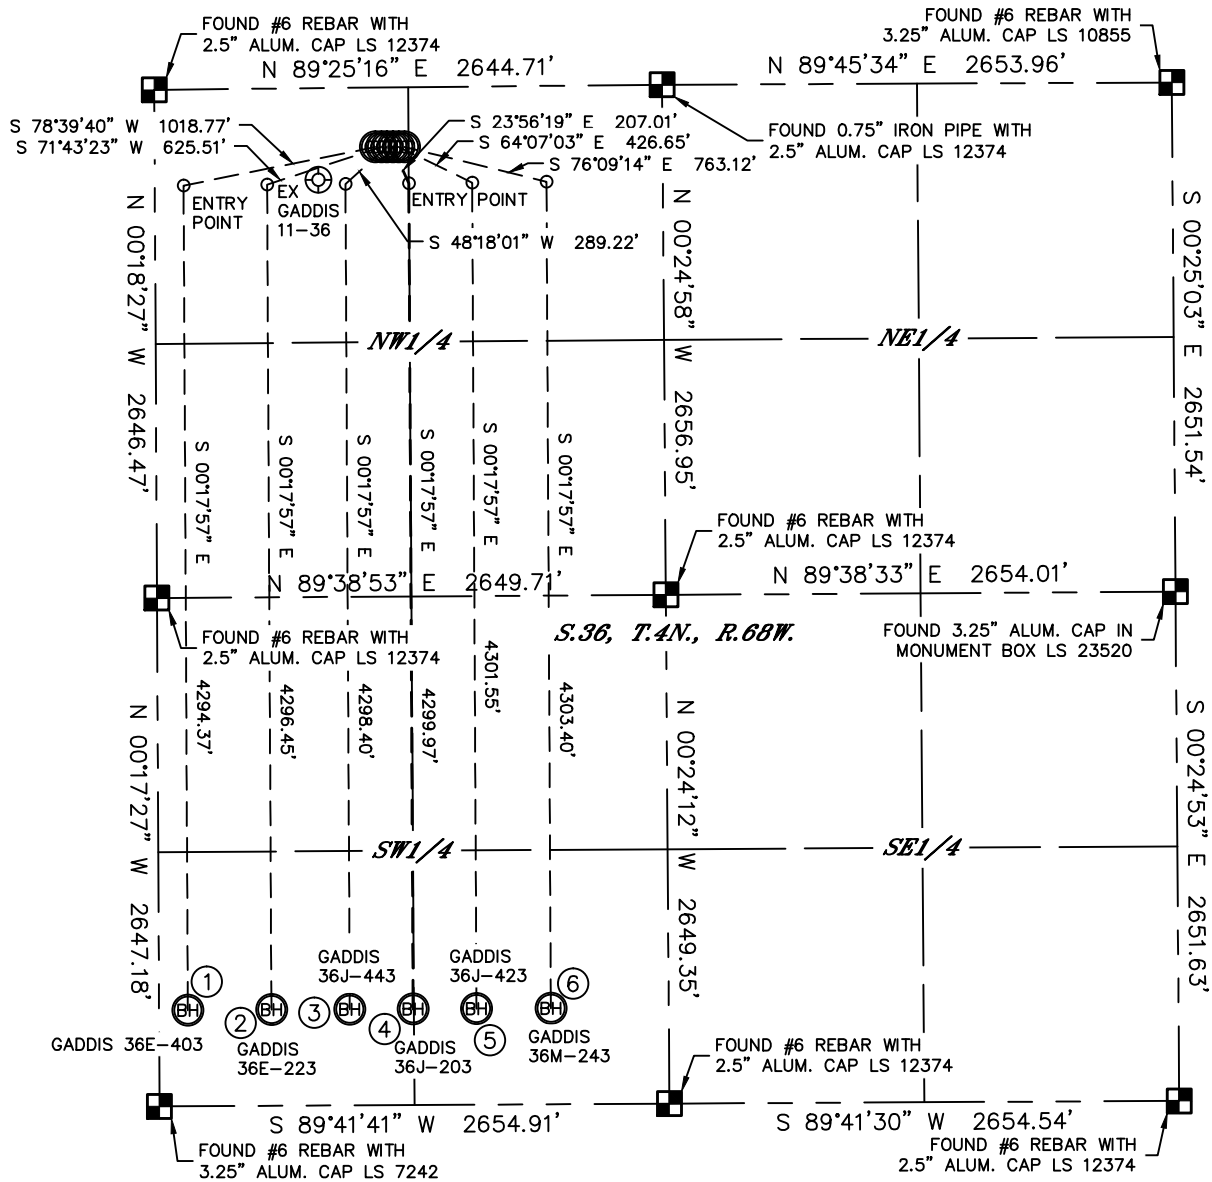 FOUND #6 REBAR WITH
2.5" ALUM. CAP LS 12374
FOUND #6 REBAR WITH
3.25" ALUM. CAP LS 10855
N 89°25'16" E 2644.71'
N 89°45'34" E 2653.96'
S 78°39'40" W 1018.77'
S 71°43'23" W 625.51'
S 23°56'19" E 207.01'
S 64°07'03" E 426.65'
S 76°09'14" E 763.12'
FOUND 0.75" IRON PIPE WITH
2.5" ALUM. CAP LS 12374
ENTRY
POINT
EX
GADDIS
11-36
ENTRY POINT
S 48°18'01" W 289.22'
N 00°18'27" W 2646.47'
N 00°24'58" W 2656.95'
S 00°25'03" E 2651.54'
NW1/4
NE1/4
S 00°17'57" E
S 00°17'57" E
S 00°17'57" E
S 00°17'57" E
S 00°17'57" E
S 00°17'57" E
FOUND #6 REBAR WITH
2.5" ALUM. CAP LS 12374
N 89°38'53" E 2649.71'
N 89°38'33" E 2654.01'
S.36, T.4N., R.68W.
FOUND #6 REBAR WITH
2.5" ALUM. CAP LS 12374
FOUND 3.25" ALUM. CAP IN
MONUMENT BOX LS 23520
4294.37'
4296.45'
4298.40'
4299.97'
4301.55'
4303.40'
N 00°17'27" W 2647.18'
N 00°24'12" W 2649.35'
S 00°24'53" E 2651.63'
SW1/4
SE1/4
GADDIS
36J-443
GADDIS
36J-423
1
2
3
4
5
6
BH
BH
BH
BH
BH
BH
GADDIS 36E-403
GADDIS
36E-223
GADDIS
36J-203
GADDIS
36M-243
FOUND #6 REBAR WITH
2.5" ALUM. CAP LS 12374
S 89°41'41" W 2654.91'
S 89°41'30" W 2654.54'
FOUND #6 REBAR WITH
3.25" ALUM. CAP LS 7242
FOUND #6 REBAR WITH
2.5" ALUM. CAP LS 12374